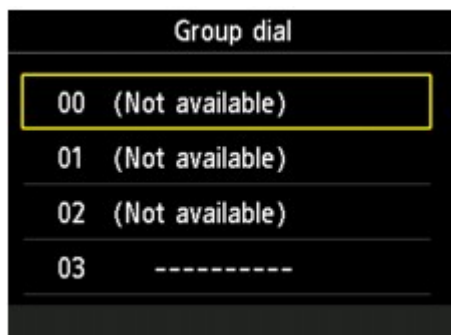 Group dial
00 (Not available)
01 (Not available)
02 (Not available)
03 ----------